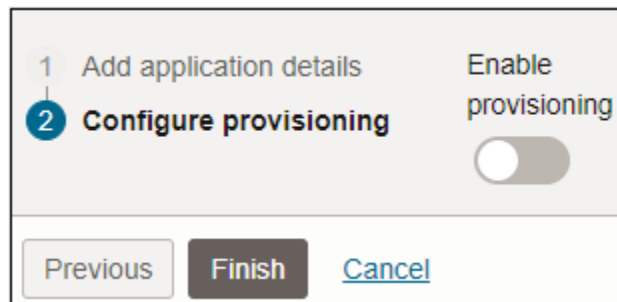 1 Add application details
2 Configure provisioning
Enable
provisioning
Previous Finish Cancel